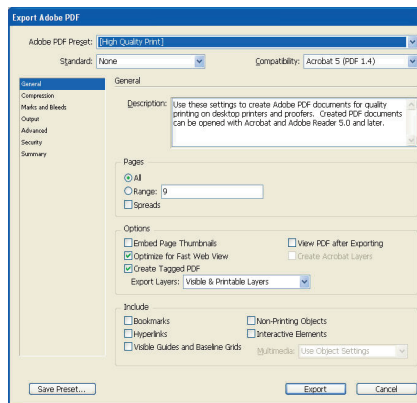 Export Adobe PDF
Adobe PDF Preset: [High Quality Print]
Standard: None Compatibility: Acrobat 5 (PDF 1.4)
General
Compression
Marks and Bleeds
Output
Advanced
Security
Summary
General
Description: Use these settings to create Adobe PDF documents for quality
printing on desktop printers and proofers. Created PDF documents
can be opened with Acrobat and Adobe Reader 5.0 and later.
Pages
All
Range: 9
Spreads
Options
Embed Page Thumbnails View PDF after Exporting
Optimize for Fast Web View Create Acrobat Layers
Create Tagged PDF
Export Layers: Visible & Printable Layers
Include
Bookmarks Non-Printing Objects
Hyperlinks Interactive Elements
Visible Guides and Baseline Grids Multimedia: Use Object Settings
Save Preset... Export Cancel